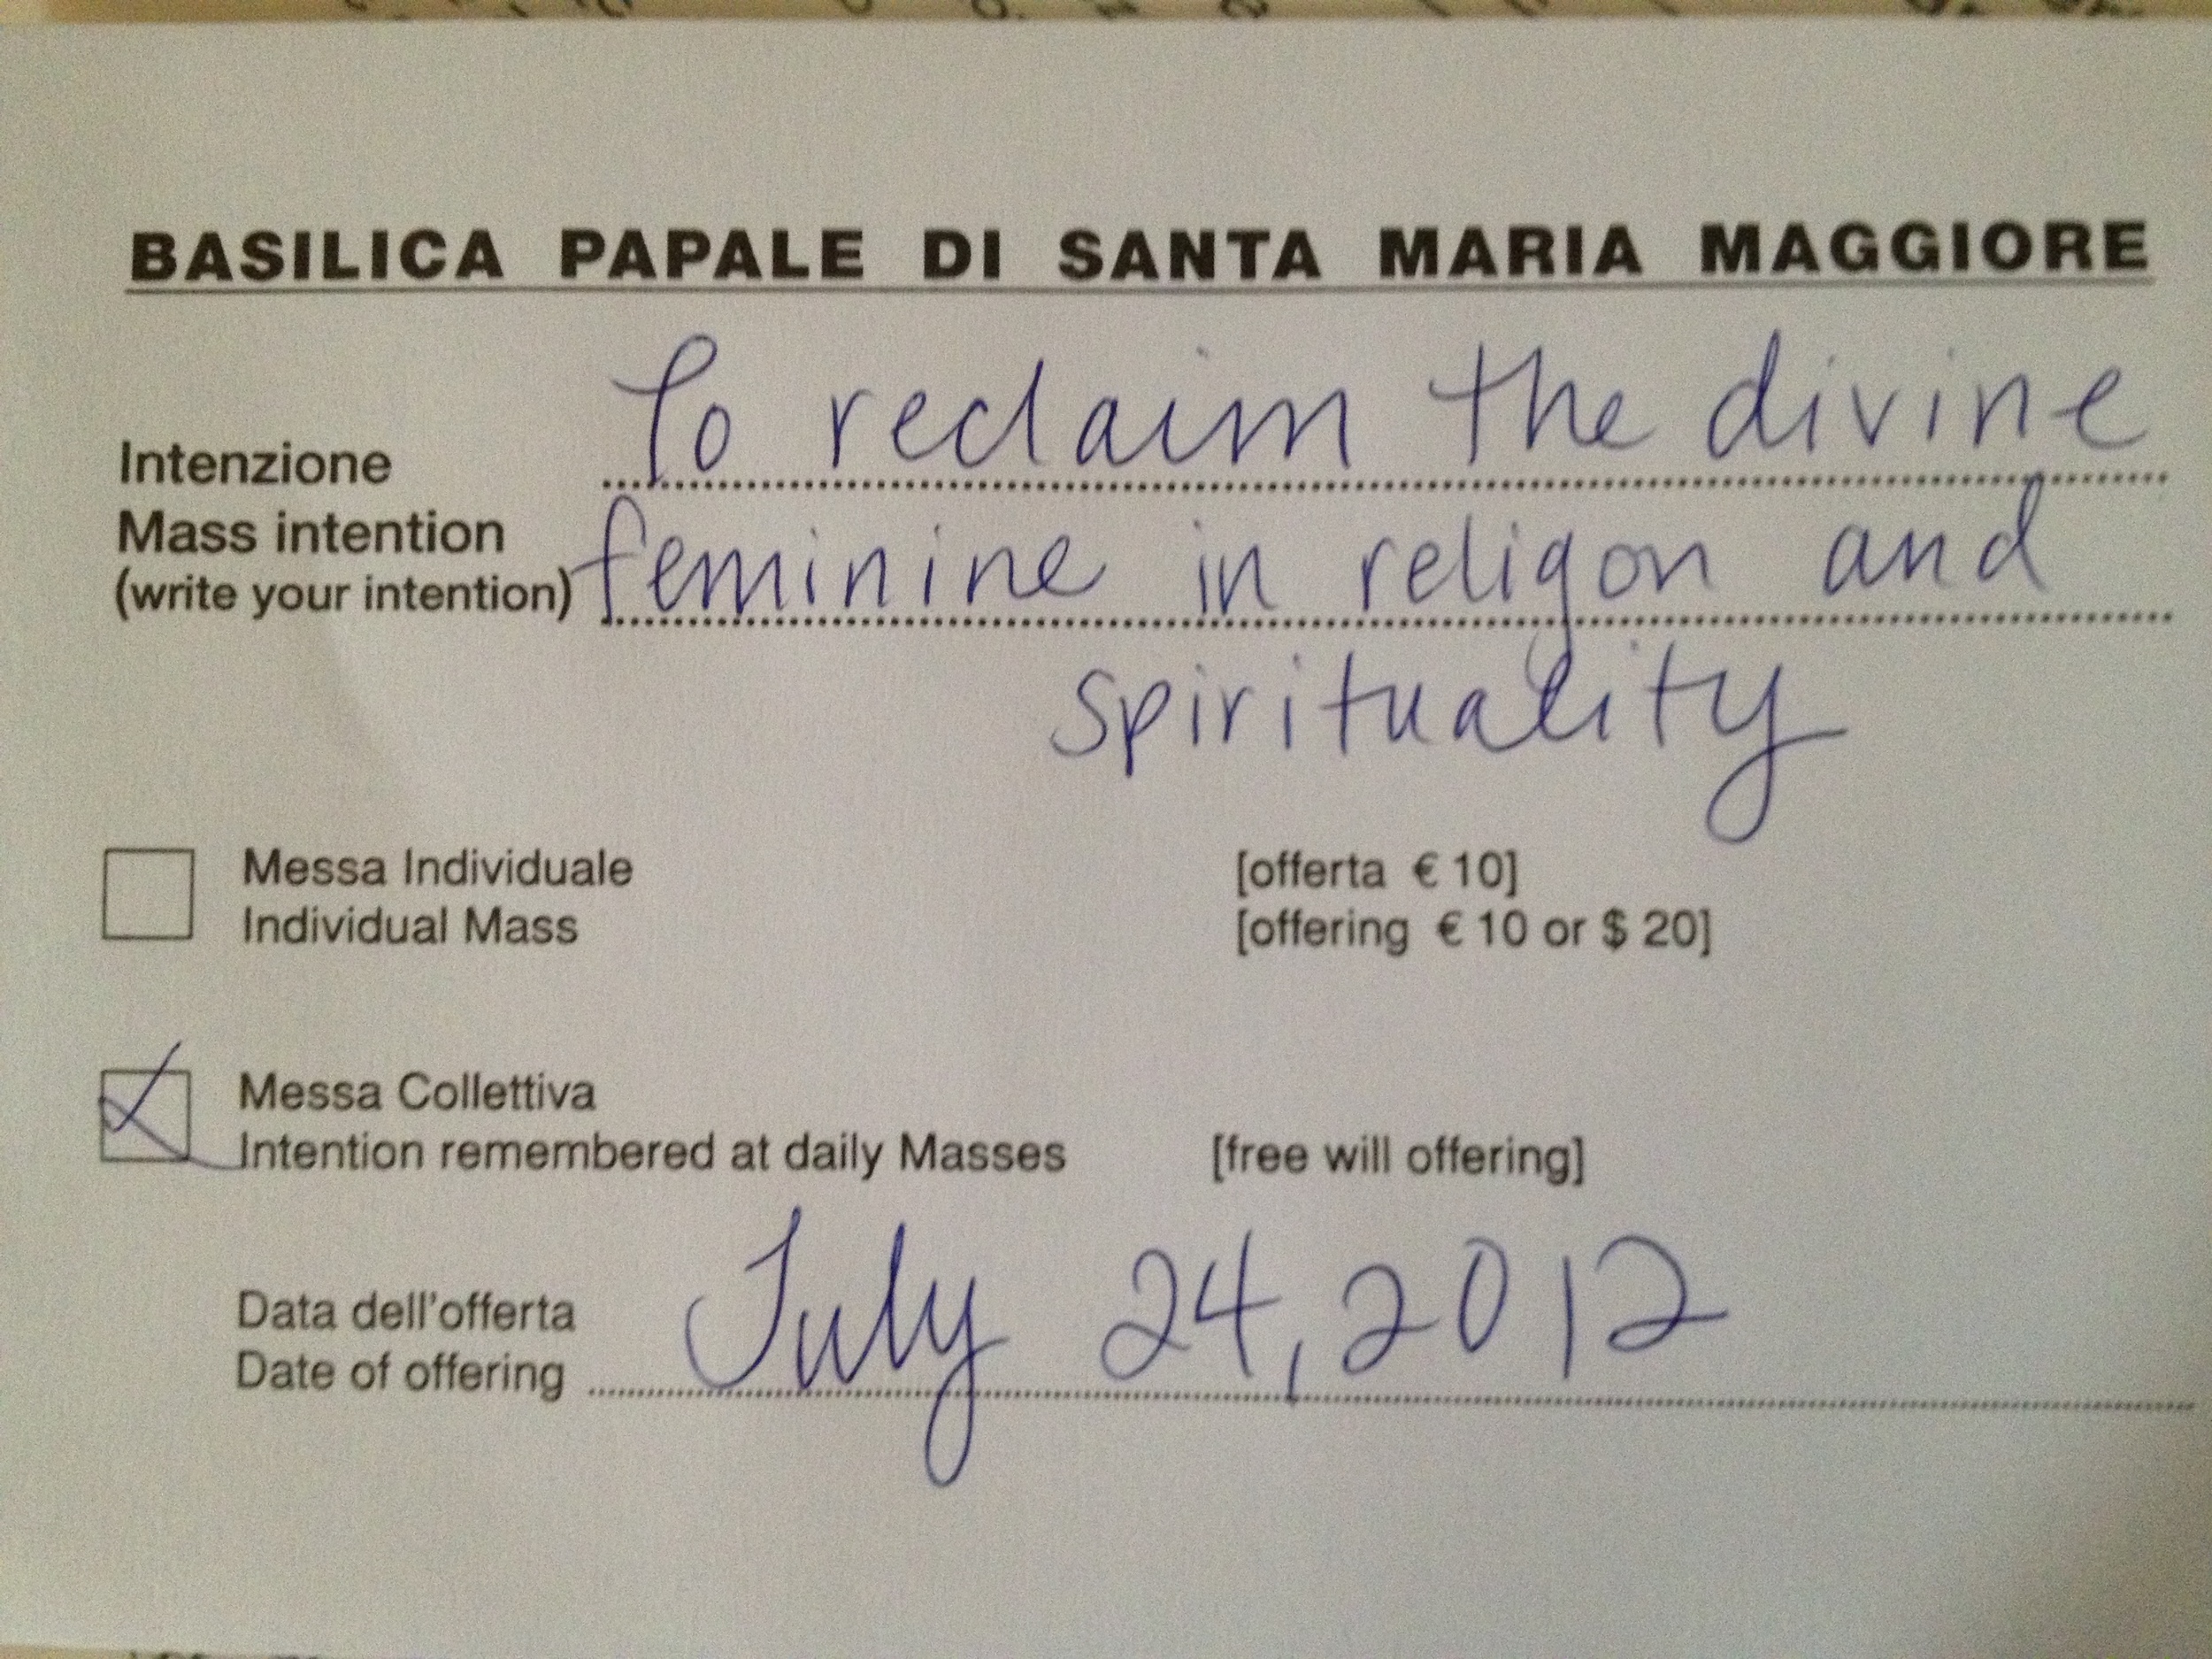 BASILICA PAPALE DI SANTA MARIA MAGGIORE
To reclaim the divine
Intenzione
Mass intention
feminine in religon and
(write your intention)
spirituality
Messa Individuale [offerta € 10]
Individual Mass [offering € 10 or $ 20]
Messa Collettiva
Intention remembered at daily Masses [free will offering]
Data dell'offerta
Date of offering July 24, 2012